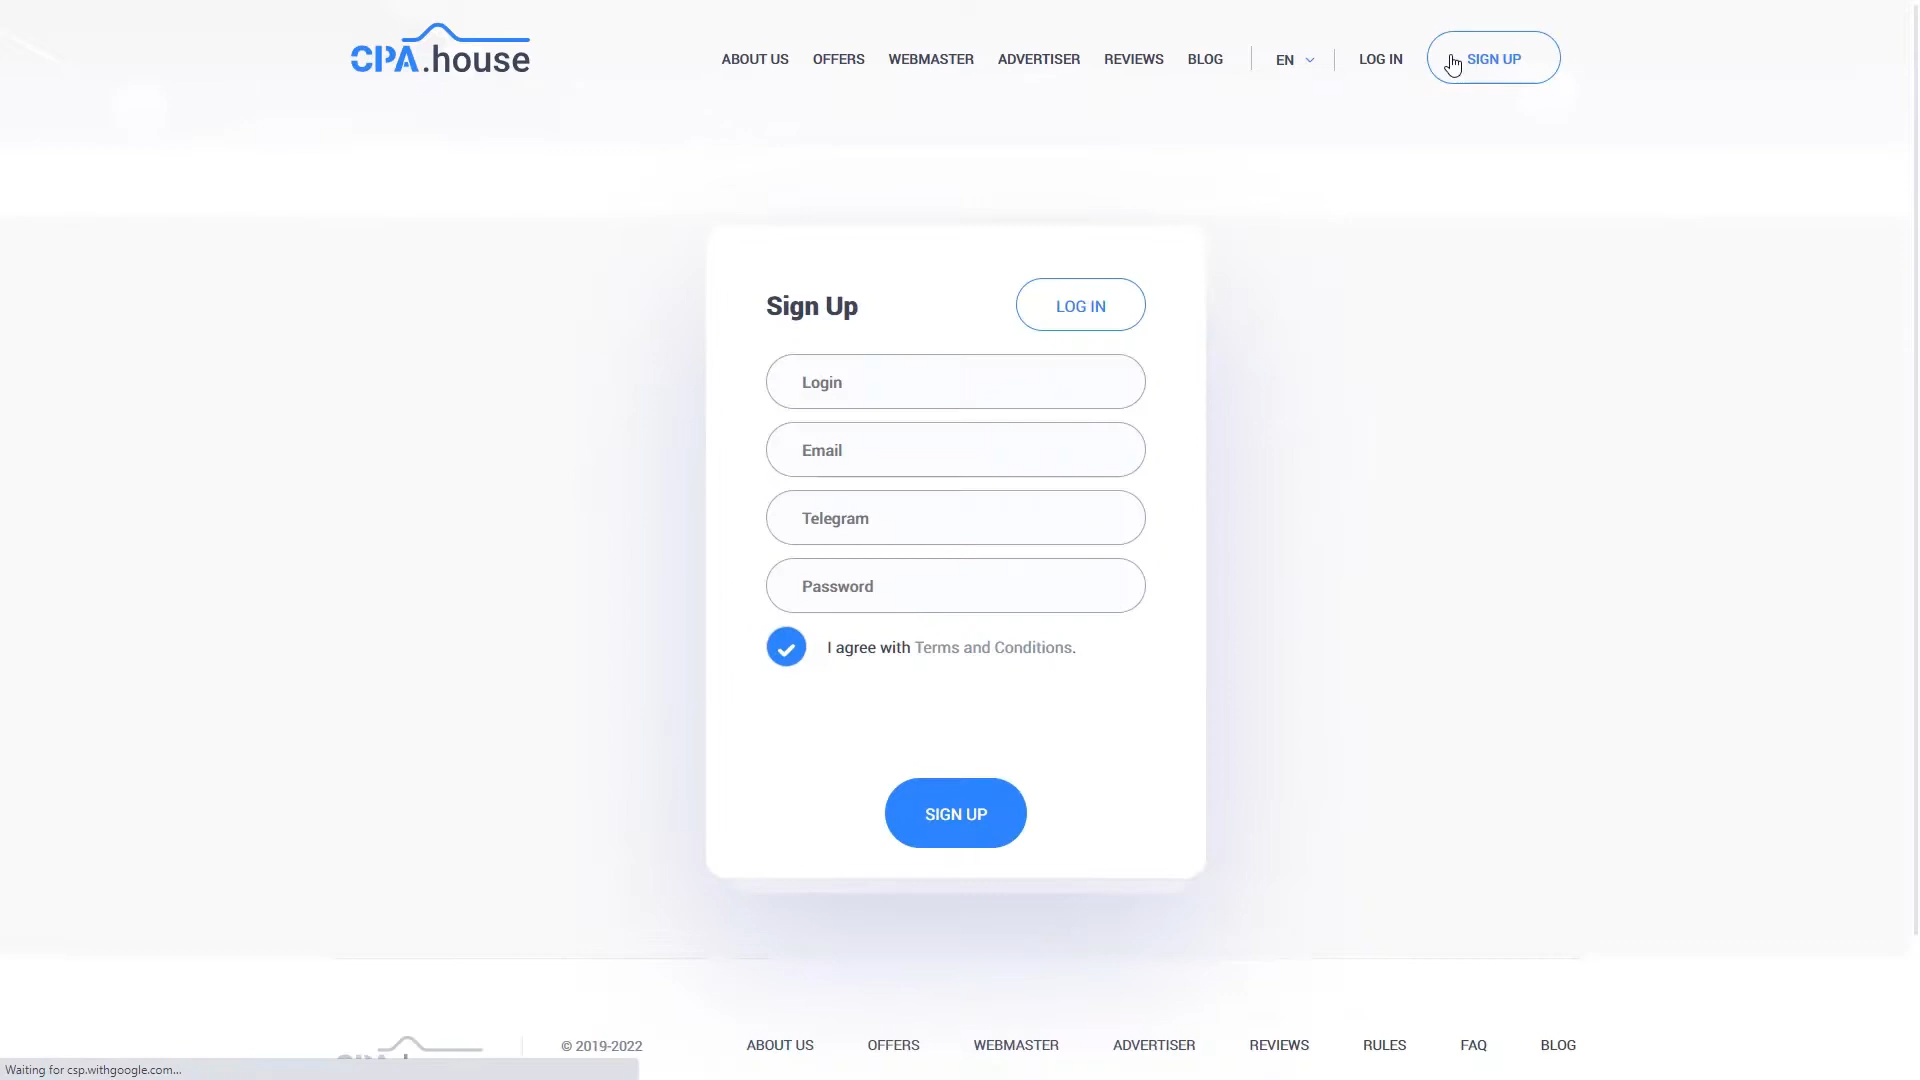 CPA.house
ABOUT US OFFERS WEBMASTER ADVERTISER REVIEWS BLOG EN LOG IN SIGN UP
Sign Up LOG IN
Login
Email
Telegram
Password
I agree with Terms and Conditions.
SIGN UP
© 2019-2022 ABOUT US OFFERS WEBMASTER ADVERTISER REVIEWS RULES FAQ BLOG
Waiting for csp.withgoogle.com...